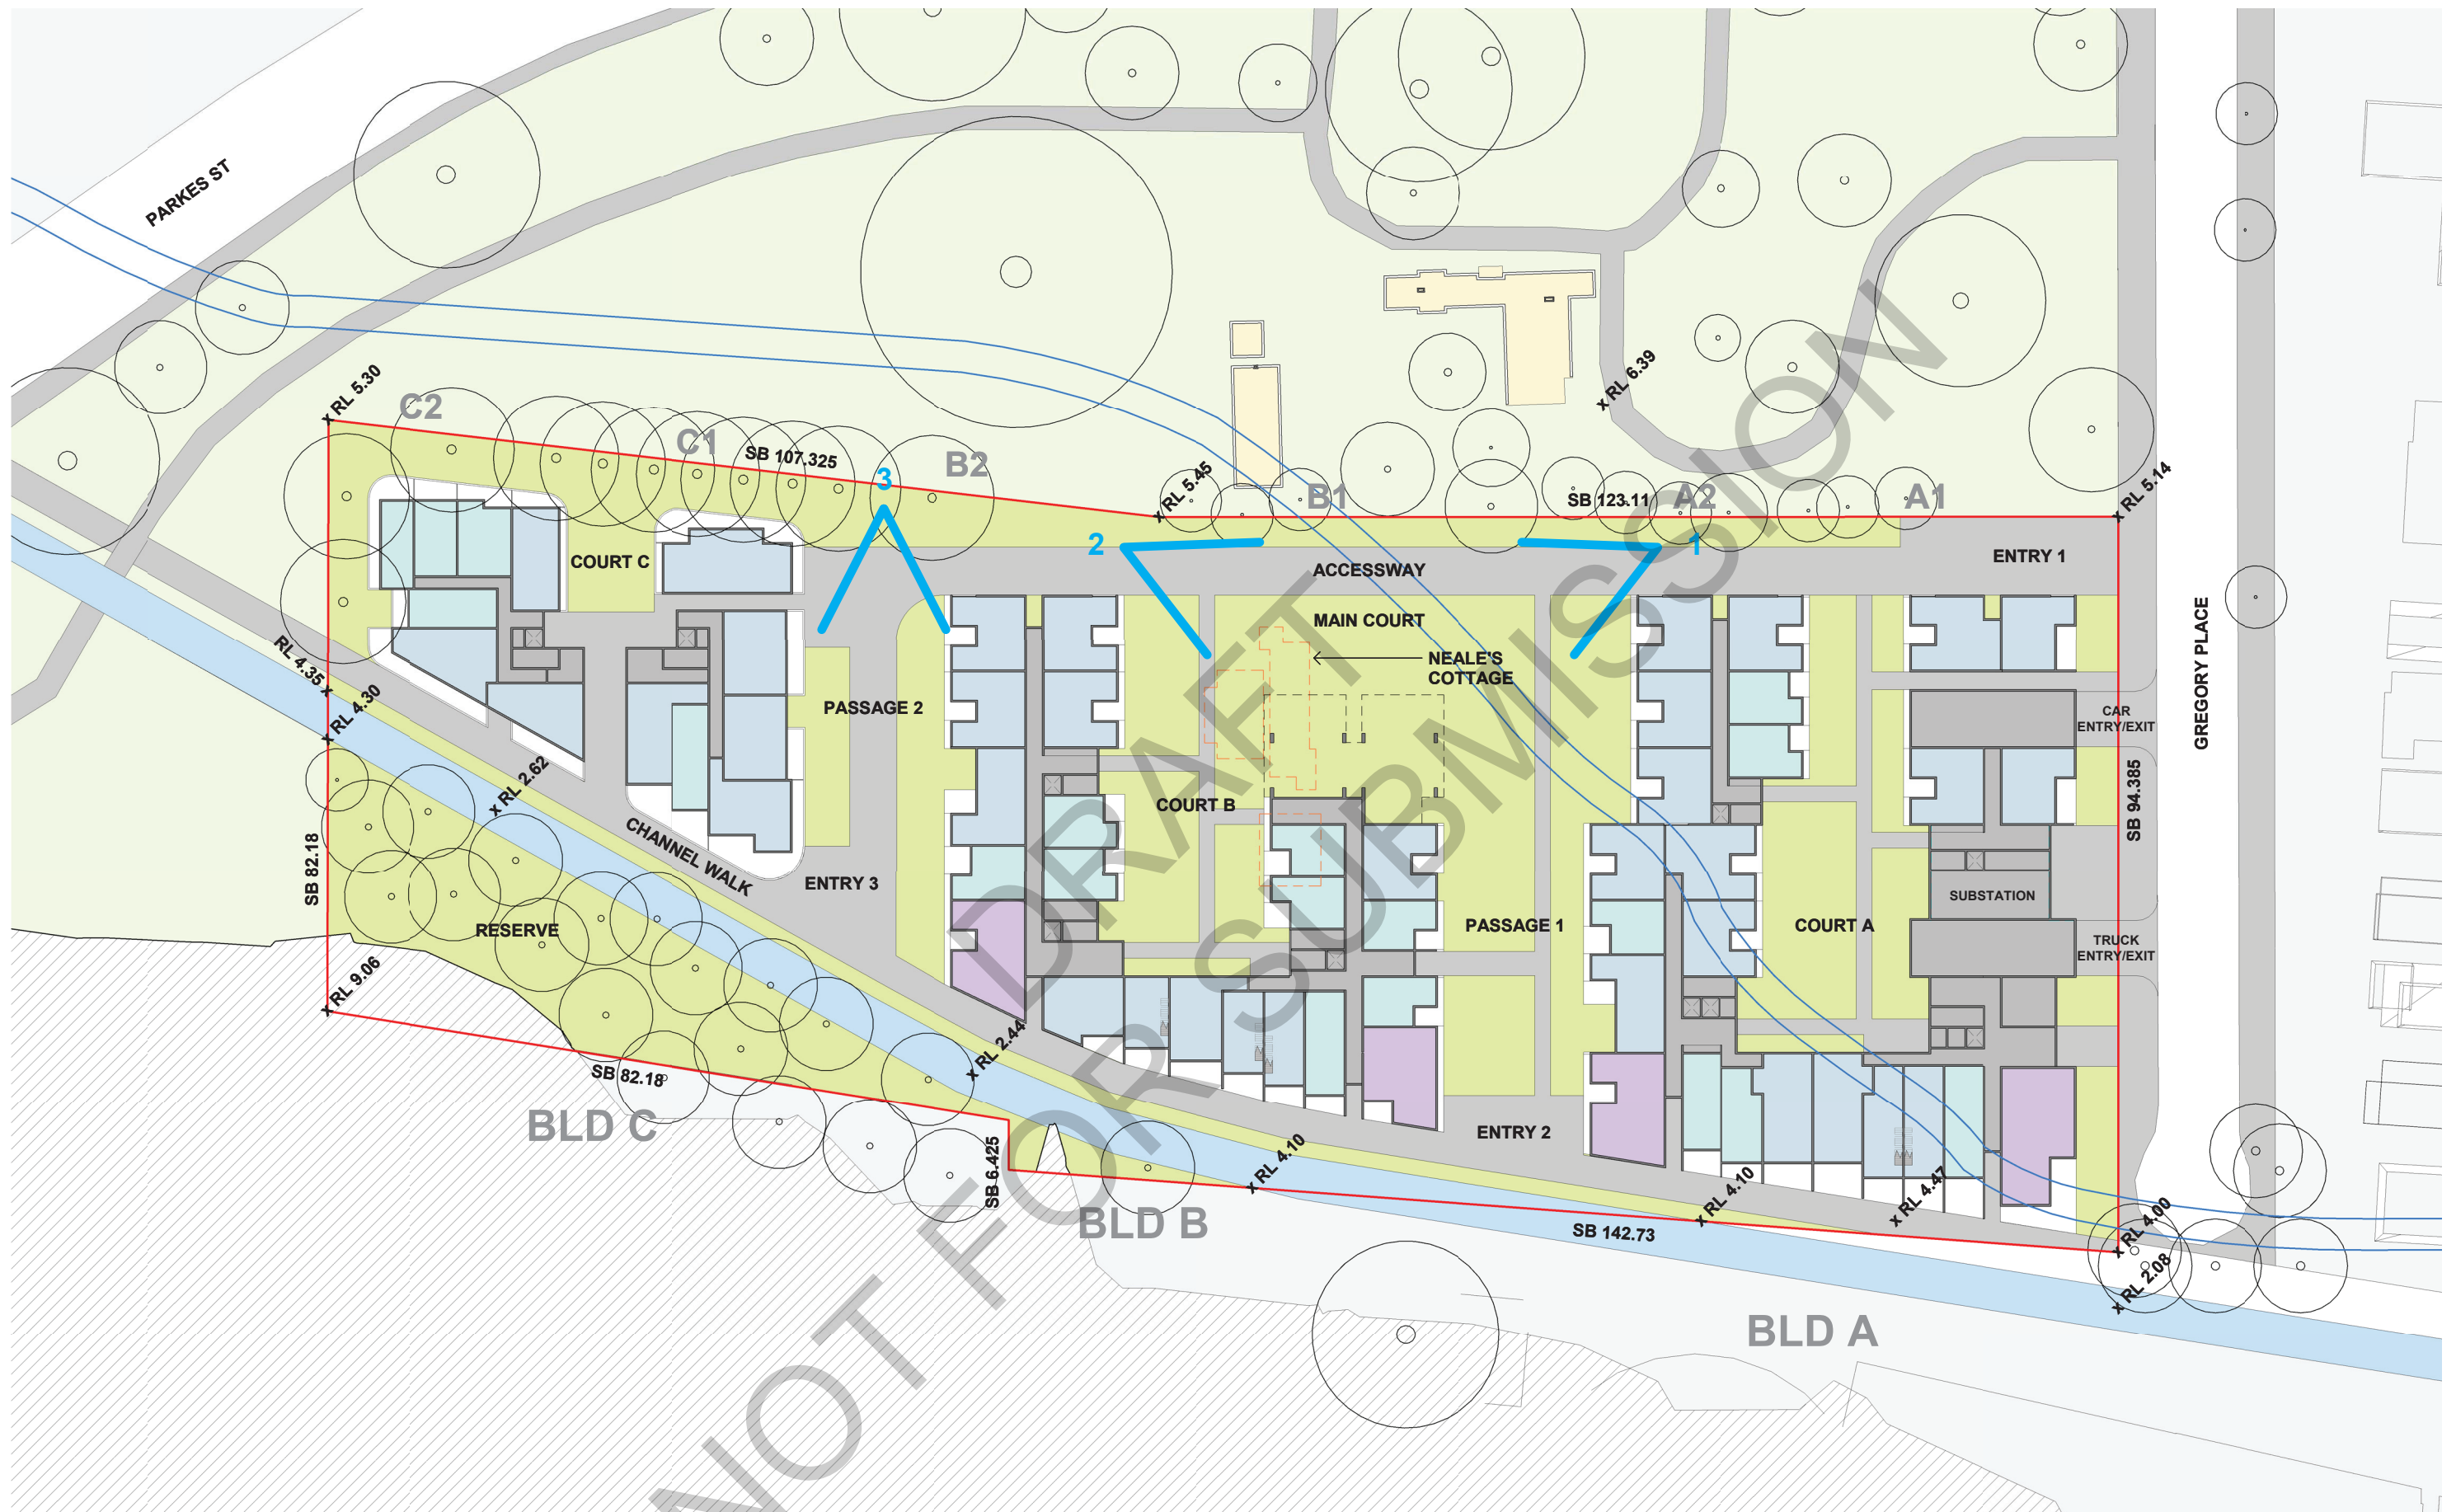 PARKES ST
x RL 5.30
C2
C1
SB 107.325
3
B2
x RL 5.45
B1
x RL 6.39
SB 123.11
A2
A1
x RL 5.14
2
1
ENTRY 1
COURT C
ACCESSWAY
MAIN COURT
NEALE'S
COTTAGE
GREGORY PLACE
RL 4.35 x
x RL 4.30
PASSAGE 2
CAR
ENTRY/EXIT
x RL 2.62
COURT B
SB 94.385
SB 82.18
CHANNEL WALK
ENTRY 3
SUBSTATION
RESERVE
PASSAGE 1
COURT A
TRUCK
ENTRY/EXIT
x RL 9.06
x RL 2.44
SB 82.18
BLD C
ENTRY 2
SB 6.425
x RL 4.10
x RL 4.10
x RL 4.47
BLD B
SB 142.73
x RL 4.00
x RL 2.08
BLD A
DRAFT
NOT FOR SUBMISSION